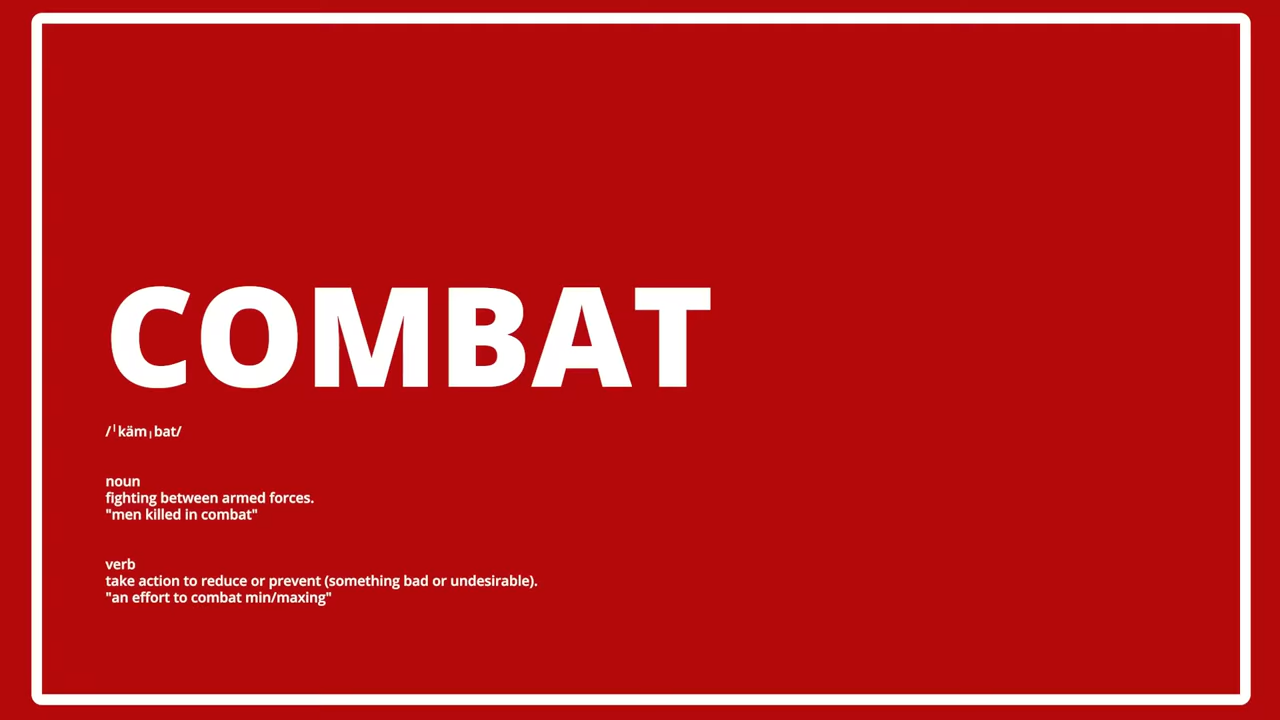 COMBAT
/ˈkämˌbat/
noun
fighting between armed forces.
"men killed in combat"
verb
take action to reduce or prevent (something bad or undesirable).
"an effort to combat min/maxing"